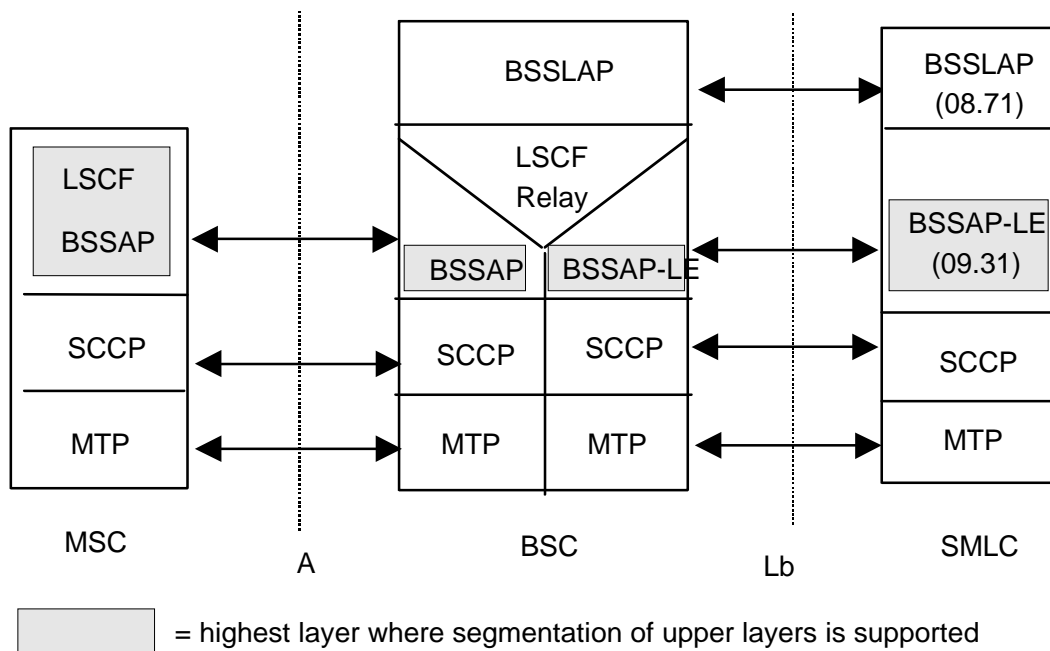 LSCF
BSSAP
SCCP
MTP
MSC
A
BSSLAP
LSCF
Relay
BSSAP
BSSAP-LE
SCCP
SCCP
MTP
MTP
BSC
Lb
BSSLAP
(08.71)
BSSAP-LE
(09.31)
SCCP
MTP
SMLC
= highest layer where segmentation of upper layers is supported